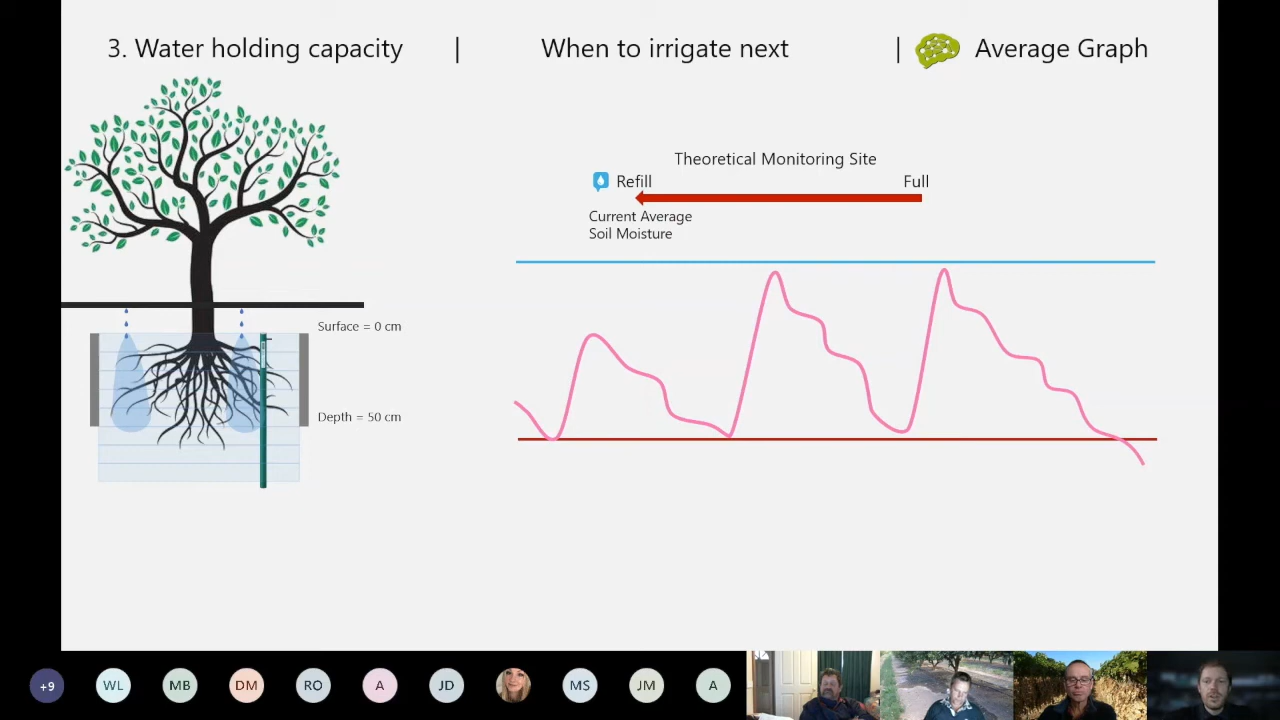 3. Water holding capacity | When to irrigate next | Average Graph
Theoretical Monitoring Site
Refill Full
Current Average
Soil Moisture
Surface = 0 cm
Depth = 50 cm
+9 WL MB DM RO A JD MS JM A